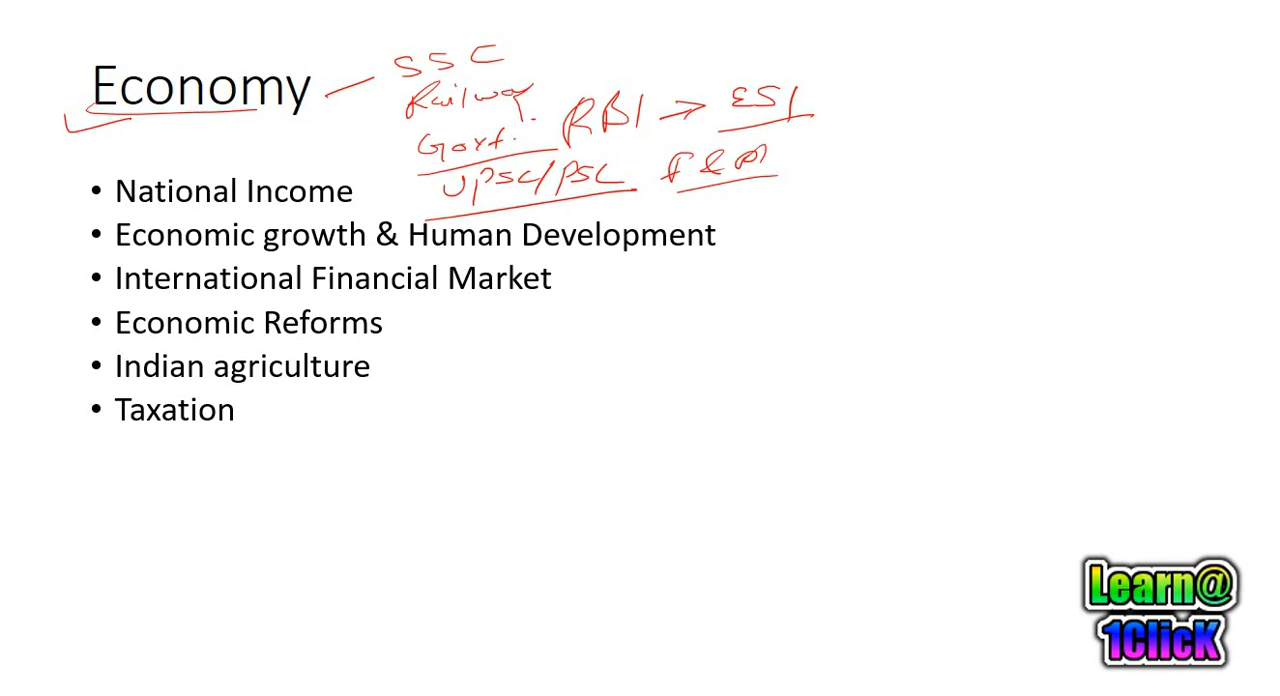 Economy
SSC
Railway
Govt.
UPSC/PSC
RBI → ESI
F & M
• National Income
• Economic growth & Human Development
• International Financial Market
• Economic Reforms
• Indian agriculture
• Taxation
Learn@
1ClicK